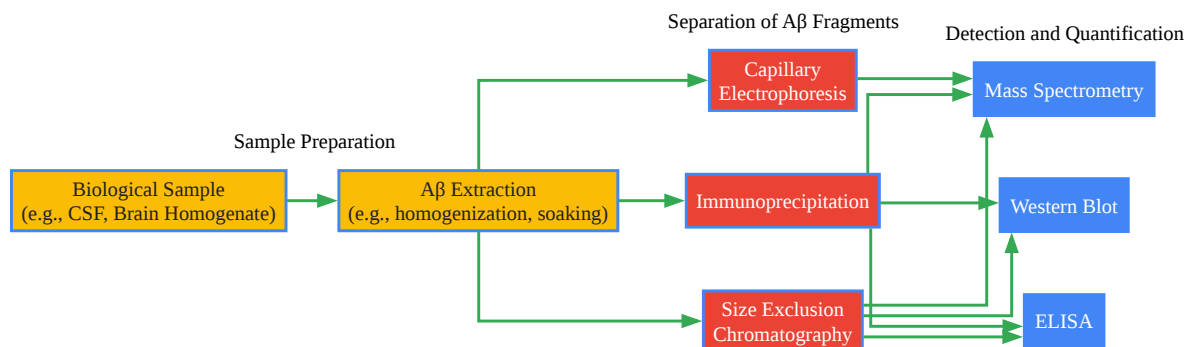 Separation of Aβ Fragments
Detection and Quantification
Capillary
Electrophoresis
Mass Spectrometry
Sample Preparation
Biological Sample
(e.g., CSF, Brain Homogenate)
Aβ Extraction
(e.g., homogenization, soaking)
Immunoprecipitation
Western Blot
Size Exclusion
Chromatography
ELISA